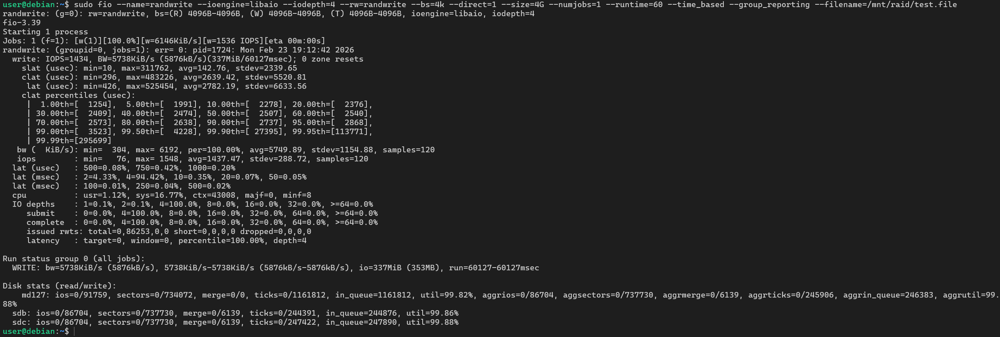 user@debian:~$ sudo fio --name=randwrite --ioengine=libaio --iodepth=4 --rw=randwrite --bs=4k --direct=1 --size=4G --numjobs=1 --runtime=60 --time_based --group_reporting --filename=/mnt/raid/test.file
randwrite: (g=0): rw=randwrite, bs=(R) 4096B-4096B, (W) 4096B-4096B, (T) 4096B-4096B, ioengine=libaio, iodepth=4
fio-3.39
Starting 1 process
Jobs: 1 (f=1): [w(1)][100.0%][w=6146KiB/s][w=1536 IOPS][eta 00m:00s]
randwrite: (groupid=0, jobs=1): err= 0: pid=1724: Mon Feb 23 19:12:42 2026
  write: IOPS=1434, BW=5738KiB/s (5876kB/s)(337MiB/60127msec); 0 zone resets
    slat (usec): min=10, max=311762, avg=142.76, stdev=2339.65
    clat (usec): min=296, max=483226, avg=2639.42, stdev=5520.81
     lat (usec): min=426, max=525454, avg=2782.19, stdev=6633.56
    clat percentiles (usec):
     |  1.00th=[  1254],  5.00th=[  1991], 10.00th=[  2278], 20.00th=[  2376],
     | 30.00th=[  2409], 40.00th=[  2474], 50.00th=[  2507], 60.00th=[  2540],
     | 70.00th=[  2573], 80.00th=[  2638], 90.00th=[  2737], 95.00th=[  2868],
     | 99.00th=[  3523], 99.50th=[  4228], 99.90th=[ 27395], 99.95th=[113771],
     | 99.99th=[295699]
   bw (  KiB/s): min=  304, max= 6192, per=100.00%, avg=5749.89, stdev=1154.88, samples=120
   iops        : min=   76, max= 1548, avg=1437.47, stdev=288.72, samples=120
  lat (usec)   : 500=0.08%, 750=0.42%, 1000=0.20%
  lat (msec)   : 2=4.33%, 4=94.42%, 10=0.35%, 20=0.07%, 50=0.05%
  lat (msec)   : 100=0.01%, 250=0.04%, 500=0.02%
  cpu          : usr=1.12%, sys=16.77%, ctx=43008, majf=0, minf=8
  IO depths    : 1=0.1%, 2=0.1%, 4=100.0%, 8=0.0%, 16=0.0%, 32=0.0%, >=64=0.0%
     submit    : 0=0.0%, 4=100.0%, 8=0.0%, 16=0.0%, 32=0.0%, 64=0.0%, >=64=0.0%
     complete  : 0=0.0%, 4=100.0%, 8=0.0%, 16=0.0%, 32=0.0%, 64=0.0%, >=64=0.0%
     issued rwts: total=0,86253,0,0 short=0,0,0,0 dropped=0,0,0,0
     latency   : target=0, window=0, percentile=100.00%, depth=4

Run status group 0 (all jobs):
  WRITE: bw=5738KiB/s (5876kB/s), 5738KiB/s-5738KiB/s (5876kB/s-5876kB/s), io=337MiB (353MB), run=60127-60127msec

Disk stats (read/write):
    md127: ios=0/91759, sectors=0/734072, merge=0/0, ticks=0/1161812, in_queue=1161812, util=99.82%, aggrios=0/86704, aggsectors=0/737730, aggrmerge=0/6139, aggrticks=0/245906, aggrin_queue=246383, aggrutil=99.
88%
  sdb: ios=0/86704, sectors=0/737730, merge=0/6139, ticks=0/244391, in_queue=244876, util=99.86%
  sdc: ios=0/86704, sectors=0/737730, merge=0/6139, ticks=0/247422, in_queue=247890, util=99.88%
user@debian:~$